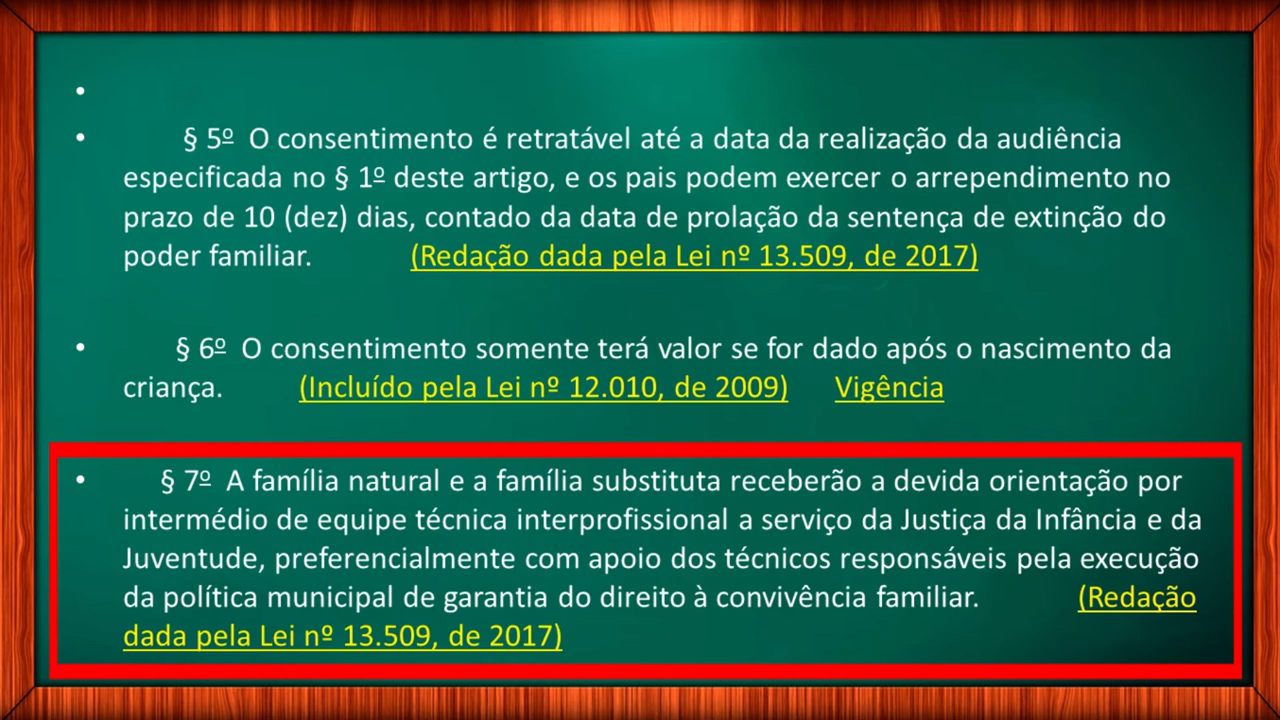 § 5º O consentimento é retratável até a data da realização da audiência
especificada no § 1º deste artigo, e os pais podem exercer o arrependimento no
prazo de 10 (dez) dias, contado da data de prolação da sentença de extinção do
poder familiar. (Redação dada pela Lei nº 13.509, de 2017)
§ 6º O consentimento somente terá valor se for dado após o nascimento da
criança. (Incluído pela Lei nº 12.010, de 2009) Vigência
§ 7º A família natural e a família substituta receberão a devida orientação por
intermédio de equipe técnica interprofissional a serviço da Justiça da Infância e da
Juventude, preferencialmente com apoio dos técnicos responsáveis pela execução
da política municipal de garantia do direito à convivência familiar. (Redação
dada pela Lei nº 13.509, de 2017)